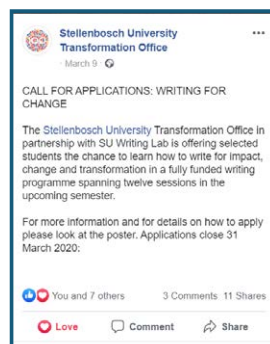 Stellenbosch University
Transformation Office
March 9 ·
CALL FOR APPLICATIONS: WRITING FOR
CHANGE
The Stellenbosch University Transformation Office in
partnership with SU Writing Lab is offering selected
students the chance to learn how to write for impact,
change and transformation in a fully funded writing
programme spanning twelve sessions in the
upcoming semester.
For more information and for details on how to apply
please look at the poster. Applications close 31
March 2020:
You and 7 others 3 Comments 11 Shares
Love Comment Share